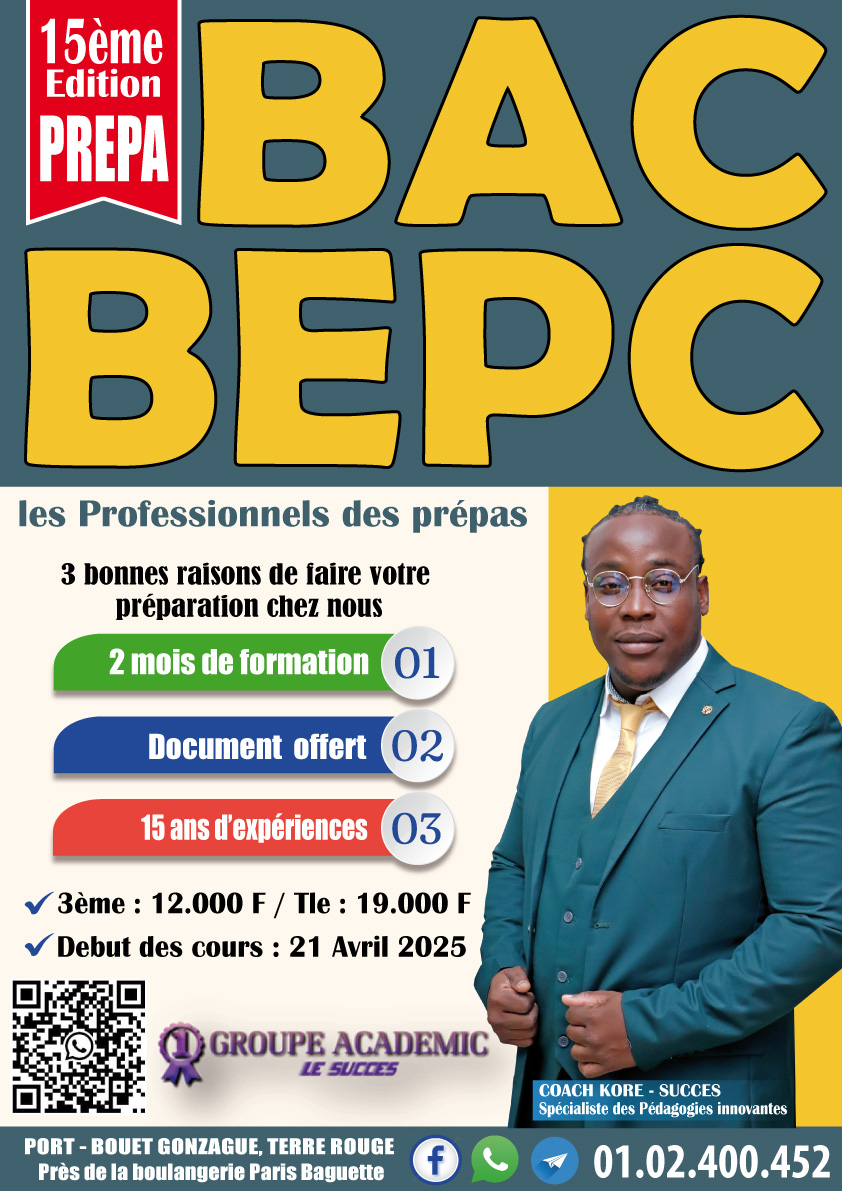 15ème
Edition
PREPA
BAC
BEPC
les Professionnels des prépas
3 bonnes raisons de faire votre
préparation chez nous
2 mois de formation 01
Document offert 02
15 ans d'expériences 03
3ème : 12.000 F / Tle : 19.000 F
Debut des cours : 21 Avril 2025
1 GROUPE ACADEMIC
LE SUCCES
COACH KORE - SUCCES
Spécialiste des Pédagogies innovantes
PORT - BOUET GONZAGUE, TERRE ROUGE
Près de la boulangerie Paris Baguette
01.02.400.452